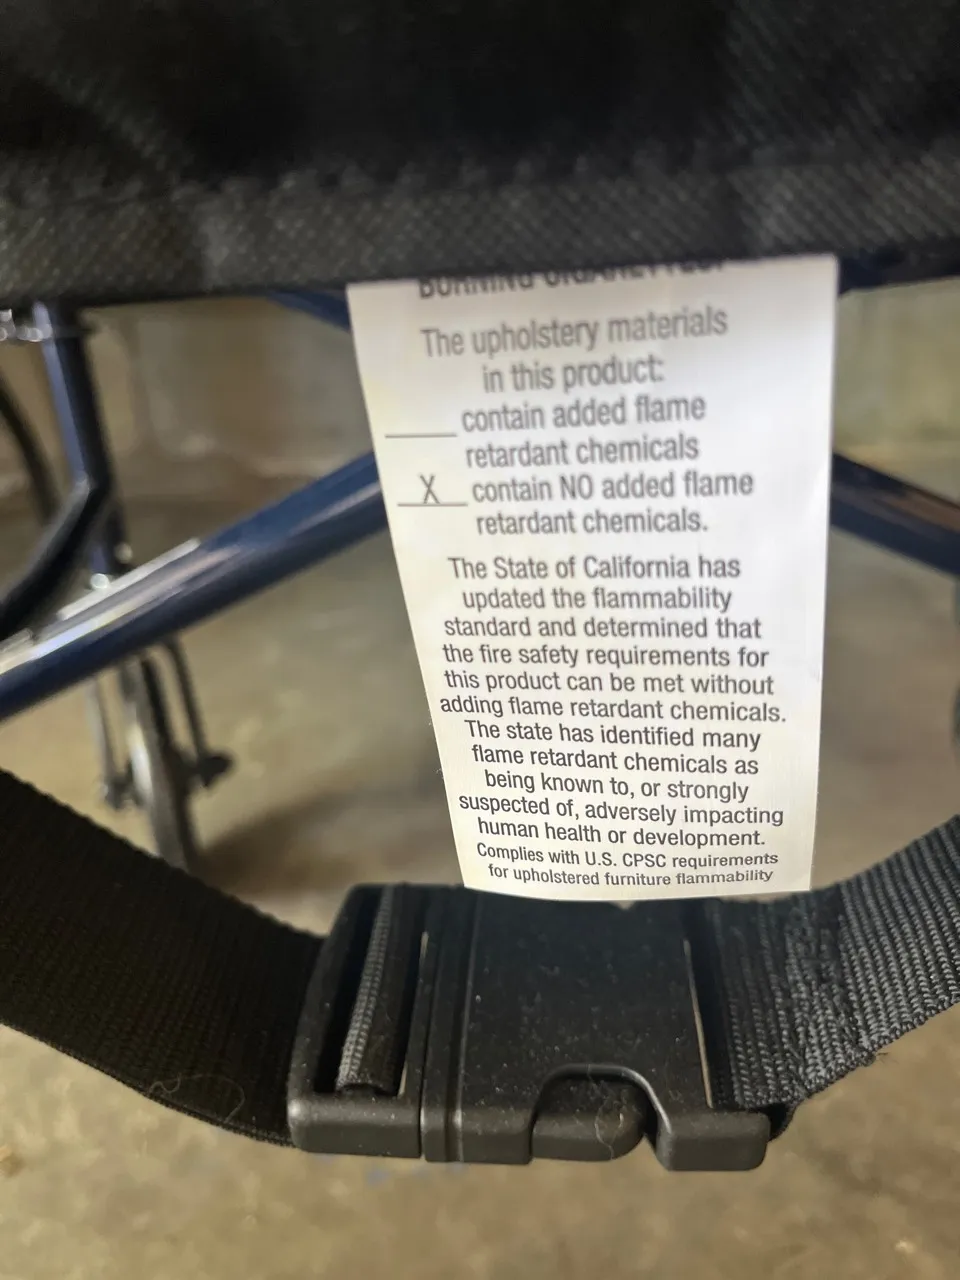 The upholstery materials
in this product:
____ contain added flame
retardant chemicals
__X__ contain NO added flame
retardant chemicals.
The State of California has
updated the flammability
standard and determined that
the fire safety requirements for
this product can be met without
adding flame retardant chemicals.
The state has identified many
flame retardant chemicals as
being known to, or strongly
suspected of, adversely impacting
human health or development.
Complies with U.S. CPSC requirements
for upholstered furniture flammability